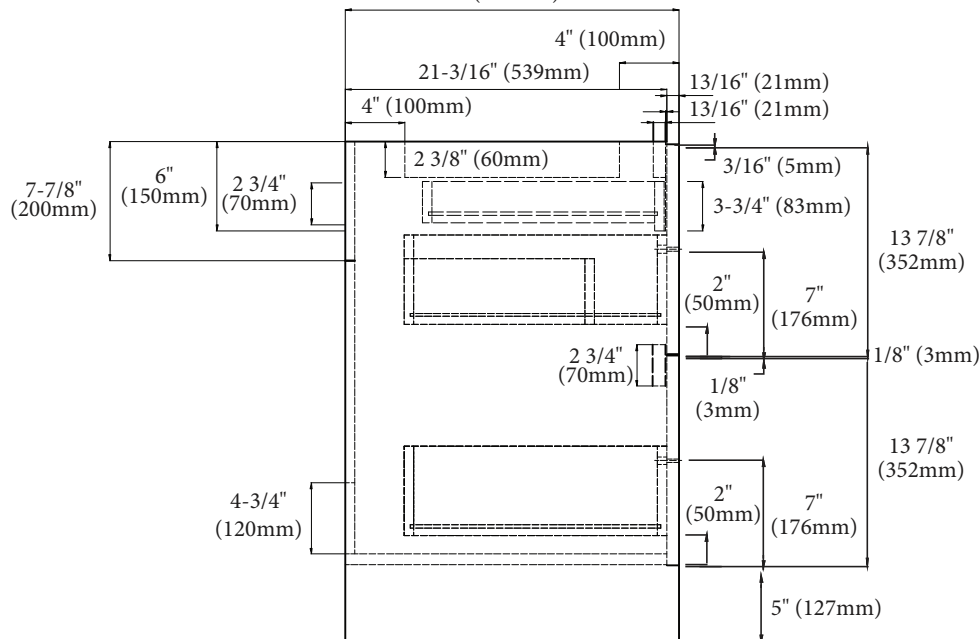 4" (100mm)
21-3/16" (539mm)
13/16" (21mm)
4" (100mm)
13/16" (21mm)
2 3/8" (60mm)
3/16" (5mm)
7-7/8"
(200mm)
6"
(150mm)
2 3/4"
(70mm)
3-3/4" (83mm)
13 7/8"
(352mm)
2"
(50mm)
7"
(176mm)
2 3/4"
(70mm)
1/8" (3mm)
1/8"
(3mm)
13 7/8"
(352mm)
4-3/4"
(120mm)
2"
(50mm)
7"
(176mm)
5" (127mm)